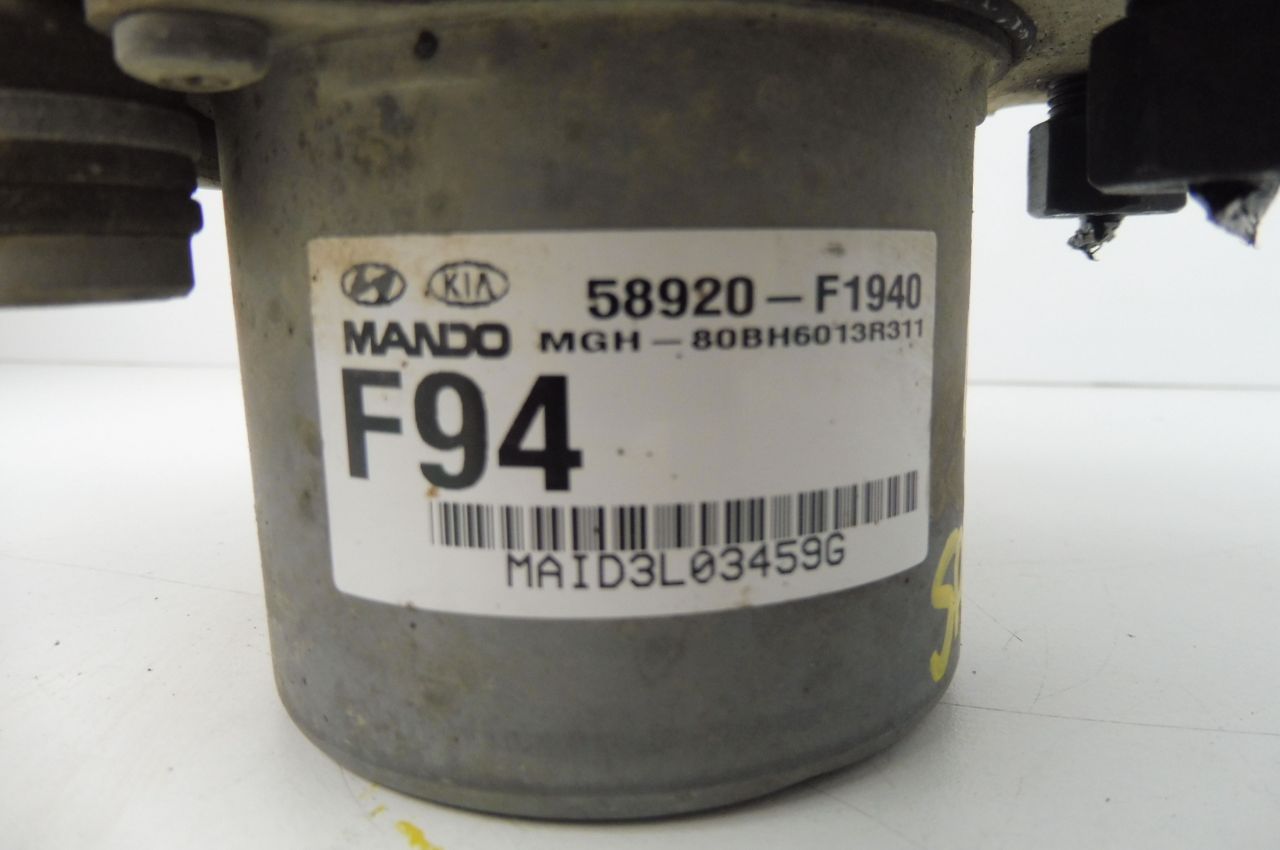 KIA 58920-F1940
MANDO MGH-80BH6013R311
F94
MAID3L03459G